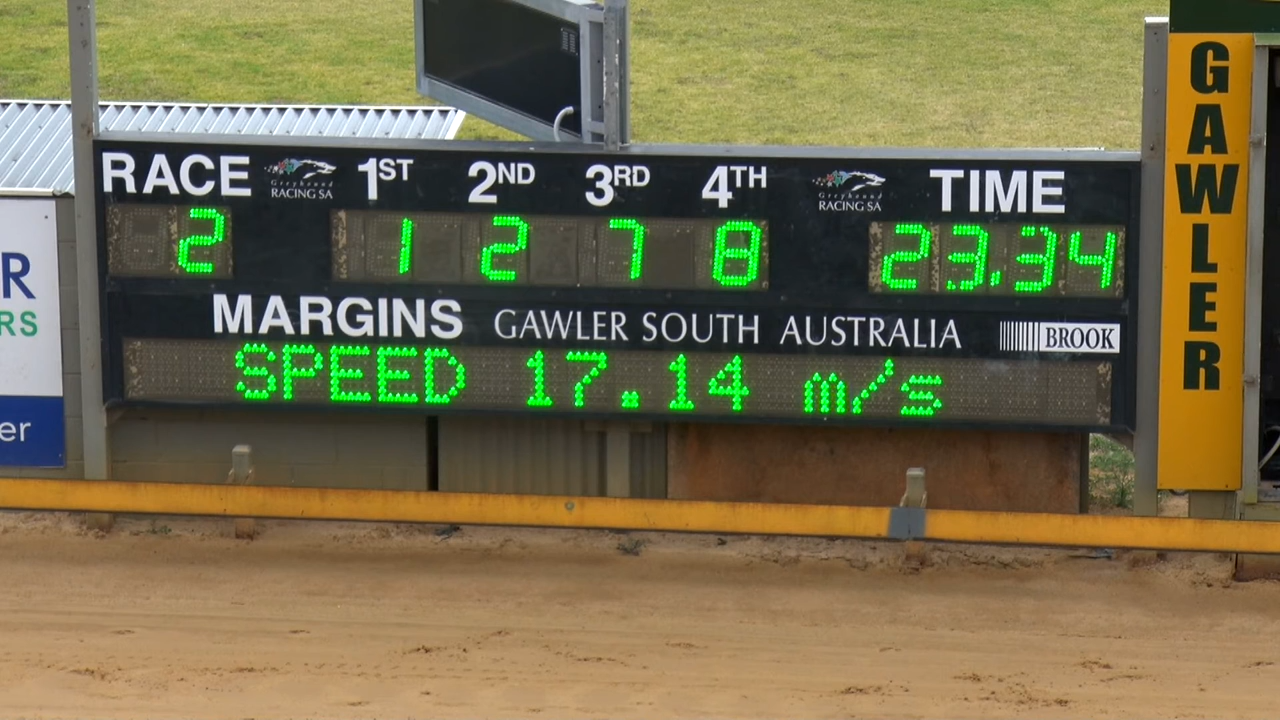 RACE Greyhound RACING SA 1ST 2ND 3RD 4TH Greyhound RACING SA TIME
2 1 2 7 8 23.34
MARGINS GAWLER SOUTH AUSTRALIA BROOK
SPEED 17.14 m/s
GAWLER
R
RS
er